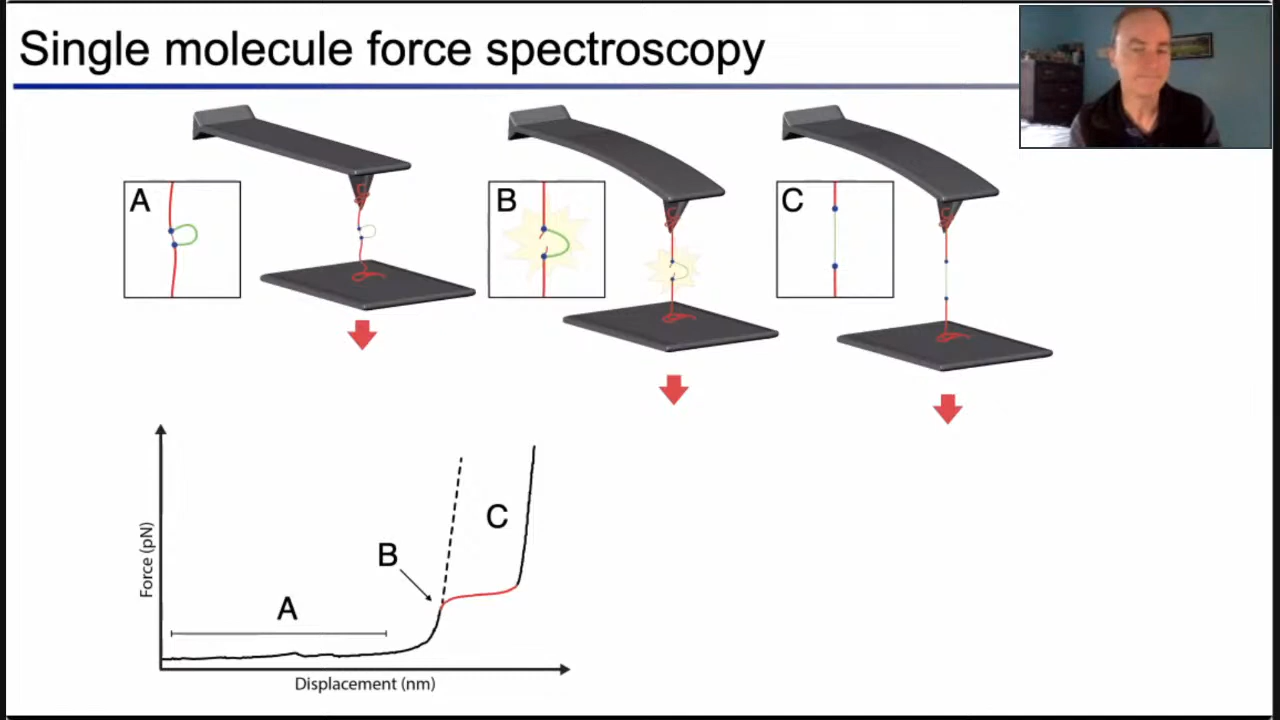 Single molecule force spectroscopy
A
B
C
Force (pN)
A
B
C
Displacement (nm)